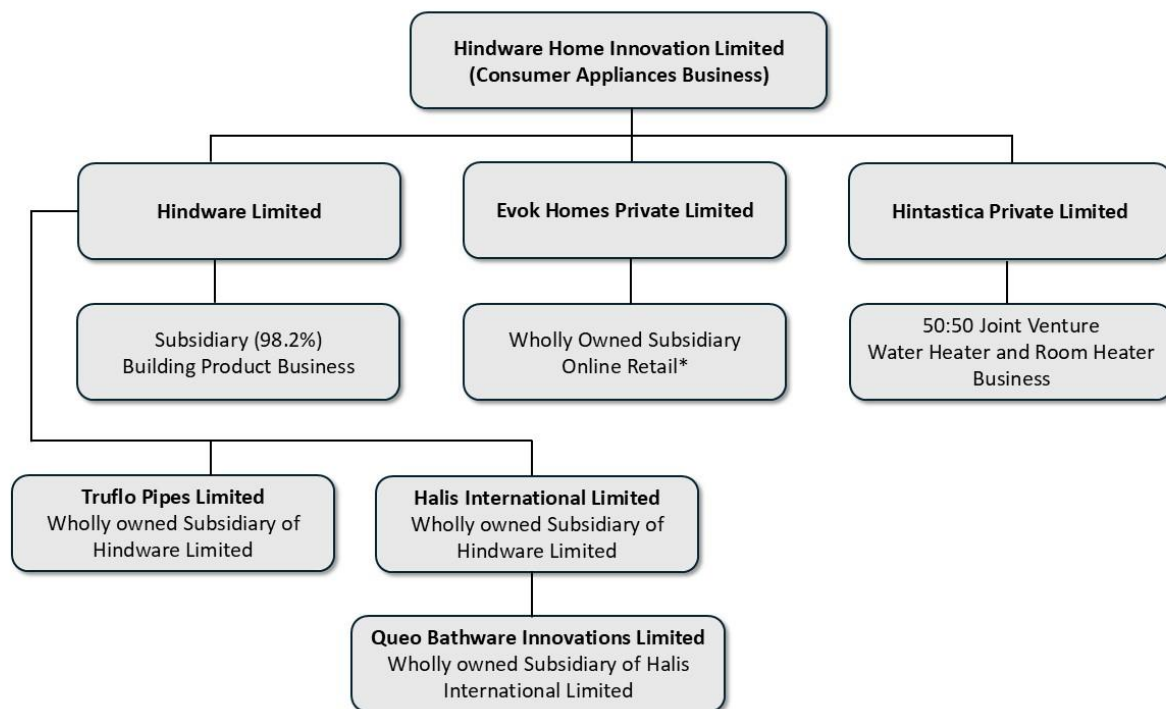 Hindware Home Innovation Limited
(Consumer Appliances Business)
Hindware Limited
Evok Homes Private Limited
Hintastica Private Limited
Subsidiary (98.2%)
Building Product Business
Wholly Owned Subsidiary
Online Retail*
50:50 Joint Venture
Water Heater and Room Heater
Business
Truflo Pipes Limited
Wholly owned Subsidiary of
Hindware Limited
Halis International Limited
Wholly owned Subsidiary of
Hindware Limited
Queo Bathware Innovations Limited
Wholly owned Subsidiary of Halis
International Limited